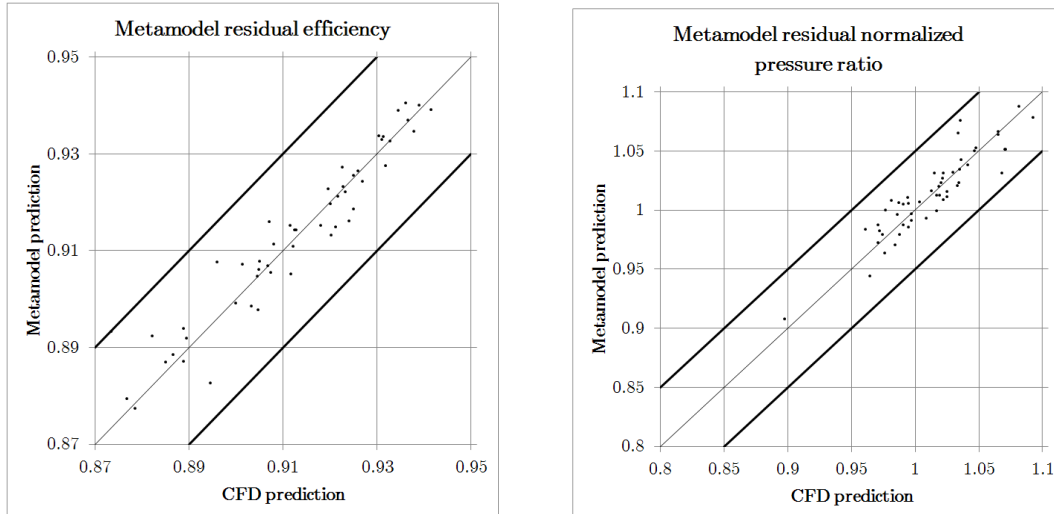 Metamodel residual efficiency
0.95
0.93
0.91
0.89
0.87
Metamodel prediction
0.87 0.89 0.91 0.93 0.95
CFD prediction
Metamodel residual normalized
pressure ratio
1.1
1.05
1
0.95
0.9
0.85
0.8
Metamodel prediction
0.8 0.85 0.9 0.95 1 1.05 1.1
CFD prediction